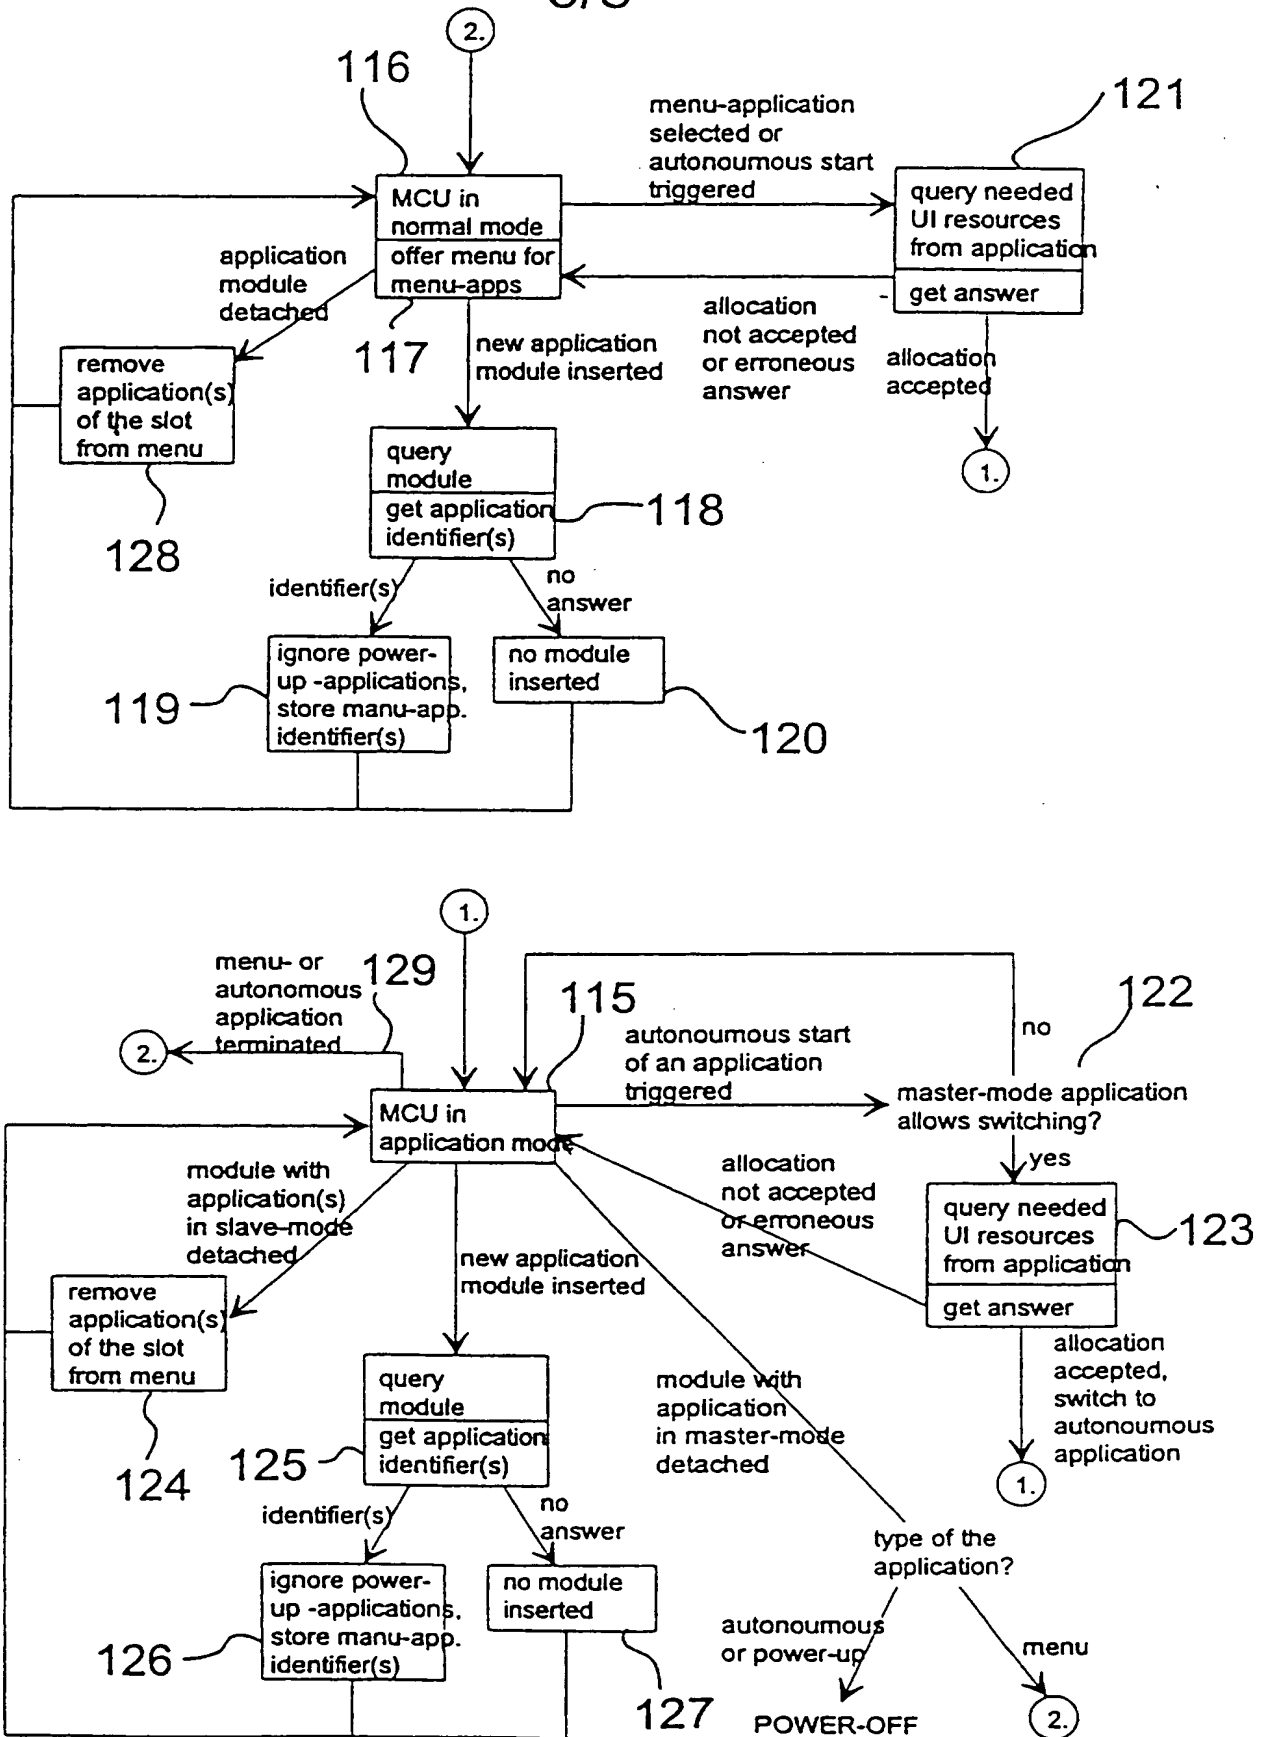 2.
116
menu-application
selected or
autonoumous start
triggered
121
MCU in
normal mode
offer menu for
menu-apps
query needed
UI resources
from application
get answer
application
module
detached
117
new application
module inserted
allocation
not accepted
or erroneous
answer
allocation
accepted
1.
remove
application(s)
of the slot
from menu
128
query
module
get application
identifier(s)
118
identifier(s)
no
answer
ignore power-
up -applications,
store manu-app.
identifier(s)
119
no module
inserted
120
1.
menu- or
autonomous
application
terminated
129
2.
115
autonoumous start
of an application
triggered
no
122
master-mode application
allows switching?
yes
MCU in
application mode
module with
application(s)
in slave-mode
detached
new application
module inserted
allocation
not accepted
or erroneous
answer
query needed
UI resources
from application
get answer
123
remove
application(s)
of the slot
from menu
124
query
module
get application
identifier(s)
125
module with
application
in master-mode
detached
allocation
accepted,
switch to
autonoumous
application
1.
identifier(s)
no
answer
type of the
application?
ignore power-
up -applications,
store manu-app.
identifier(s)
126
no module
inserted
127
autonoumous
or power-up
menu
POWER-OFF
2.